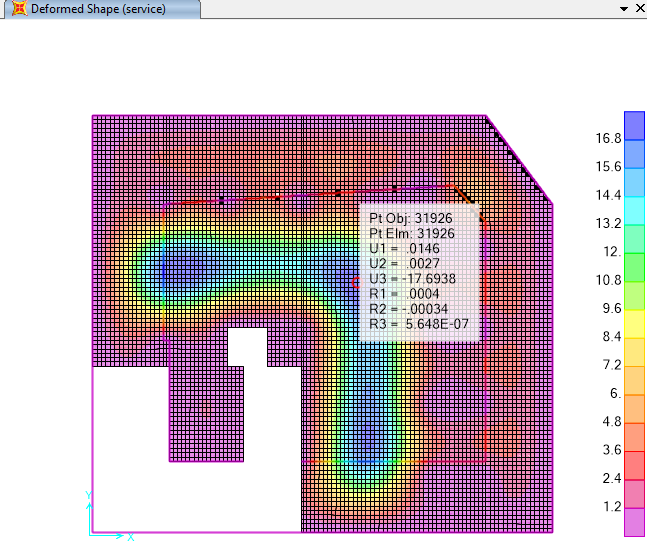 Deformed Shape (service)
Pt Obj: 31926
Pt Elm: 31926
U1 = .0146
U2 = .0027
U3 = -17.6938
R1 = .0004
R2 = -.00034
R3 = 5.648E-07
16.8
15.6
14.4
13.2
12.
10.8
9.6
8.4
7.2
6.
4.8
3.6
2.4
1.2
Y
X